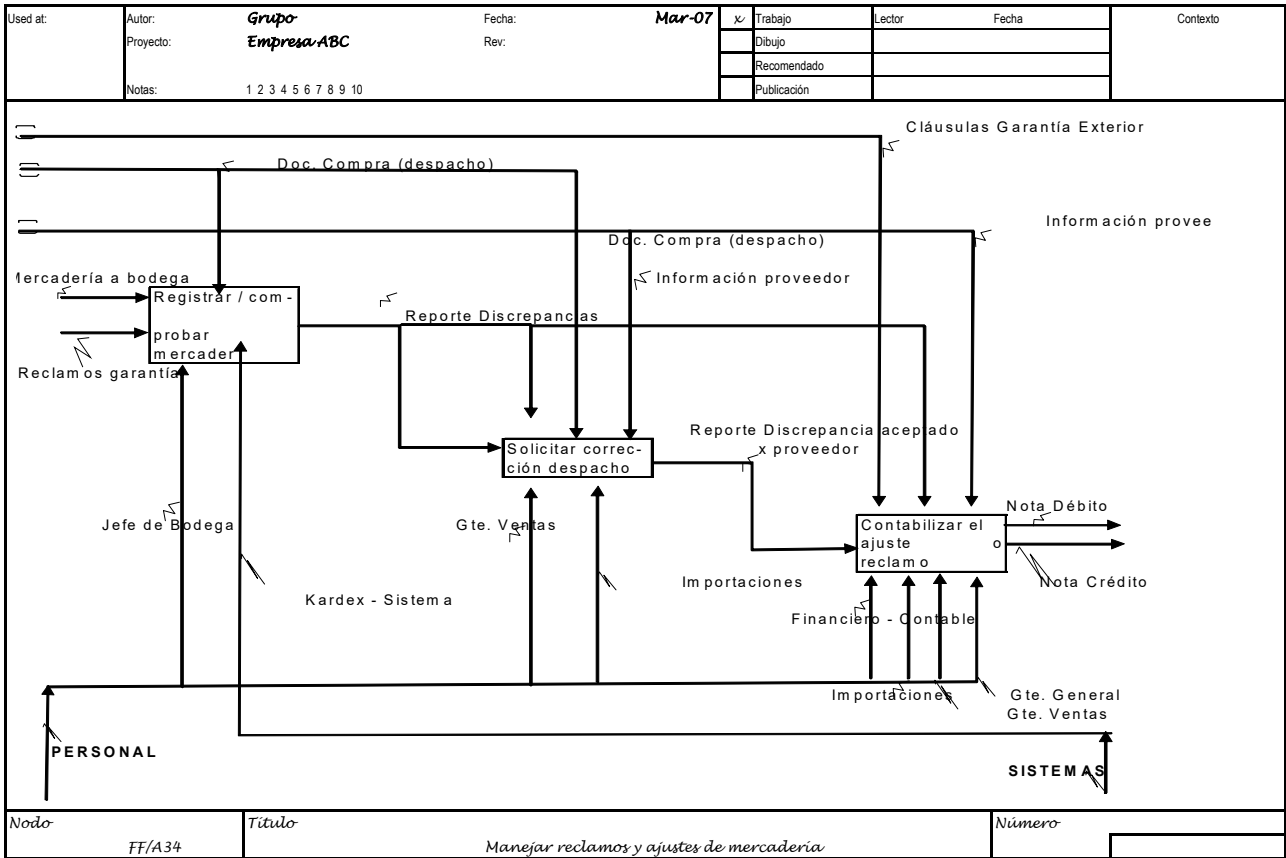 Used at:
Autor: Grupo Fecha: Mar-07 x Trabajo Lector Fecha Contexto
Proyecto: Empresa ABC Rev: Dibujo
Recomendado
Notas: 1 2 3 4 5 6 7 8 9 10 Publicación
Cláusulas Garantía Exterior
Doc. Compra (despacho)
Información provee
Doc. Compra (despacho)
Mercadería a bodega
Información proveedor
Registrar / com-
probar
mercader
Reporte Discrepancias
Reclamos garantía
Reporte Discrepancia aceptado
x proveedor
Solicitar correc-
ción despacho
Jefe de Bodega
Gte. Ventas
Nota Débito
Contabilizar el
ajuste o
reclamo
Importaciones
Nota Crédito
Kardex - Sistema
Financiero - Contable
Importaciones
Gte. General
Gte. Ventas
PERSONAL
SISTEMAS
Nodo Título Número
FF/A34 Manejar reclamos y ajustes de mercadería